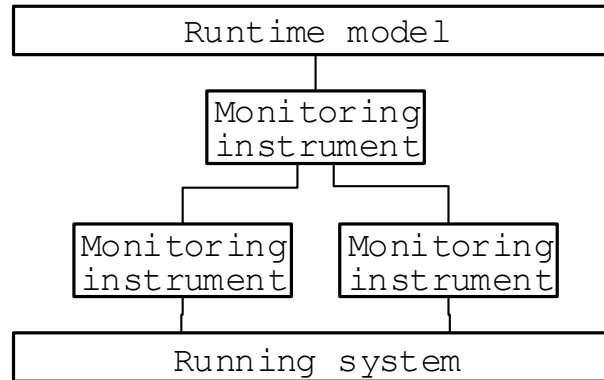 Runtime model
Monitoring
instrument
Monitoring
instrument
Monitoring
instrument
Running system